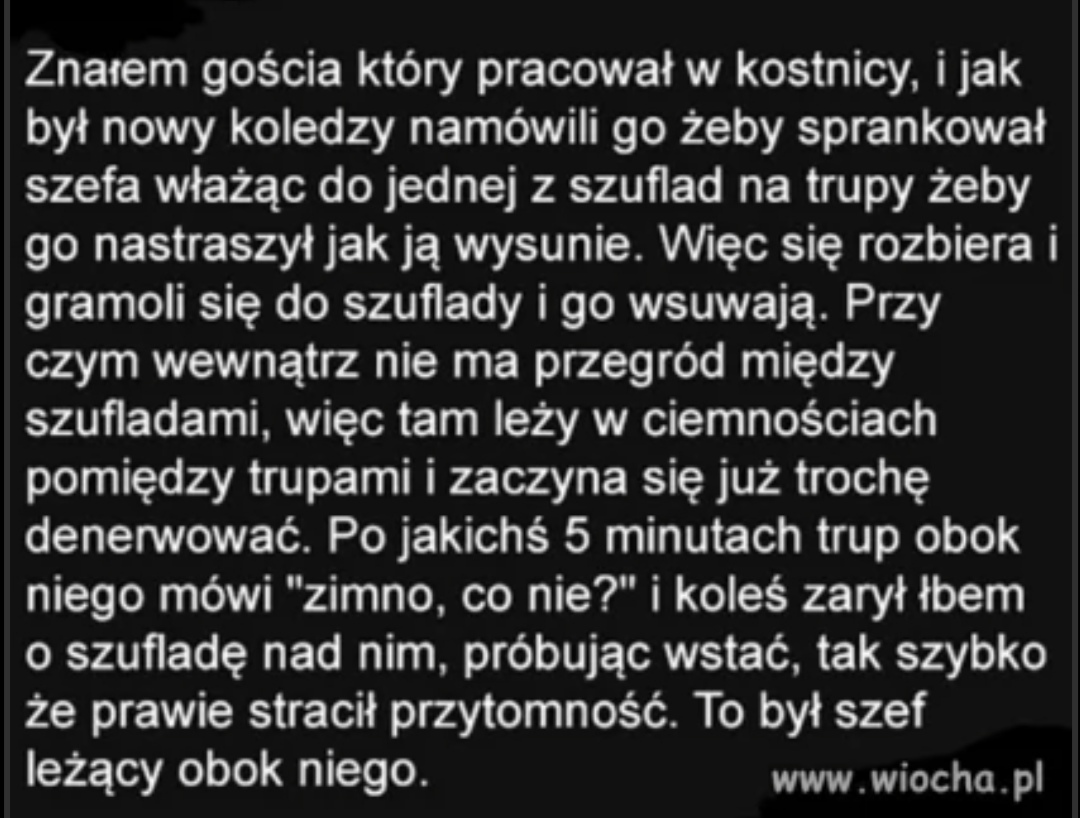 Znałem gościa który pracował w kostnicy, i jak
był nowy koledzy namówili go żeby sprankował
szefa włażąc do jednej z szuflad na trupy żeby
go nastraszył jak ją wysunie. Więc się rozbiera i
gramoli się do szuflady i go wsuwają. Przy
czym wewnątrz nie ma przegród między
szufladami, więc tam leży w ciemnościach
pomiędzy trupami i zaczyna się już trochę
denerwować. Po jakichś 5 minutach trup obok
niego mówi "zimno, co nie?" i koleś zarył łbem
o szufladę nad nim, próbując wstać, tak szybko
że prawie stracił przytomność. To był szef
leżący obok niego.
www.wiocha.pl